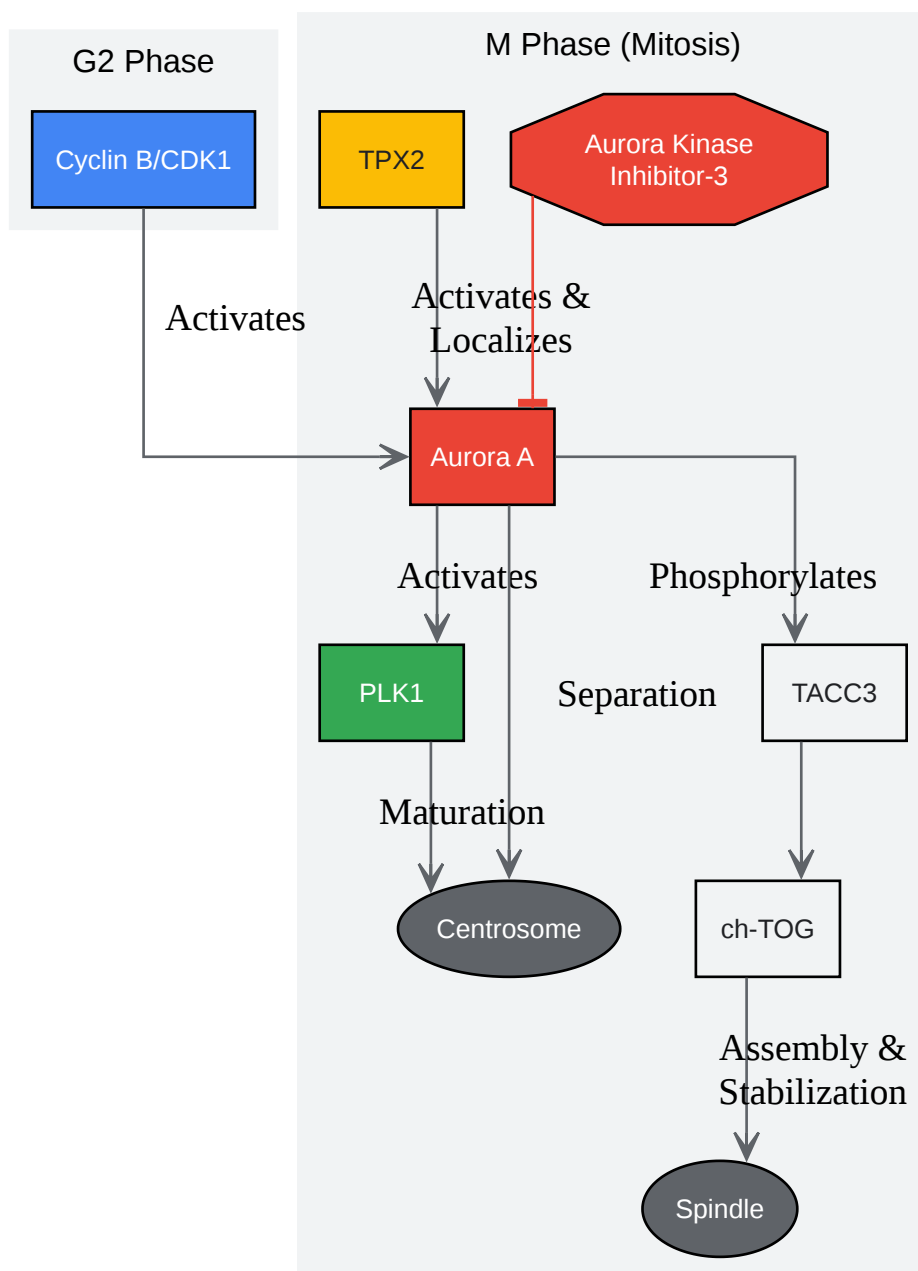 G2 Phase
M Phase (Mitosis)
Cyclin B/CDK1
TPX2
Aurora Kinase
Inhibitor-3
Activates
Activates &
Localizes
Aurora A
Activates
Phosphorylates
PLK1
Separation
TACC3
Maturation
Centrosome
ch-TOG
Assembly &
Stabilization
Spindle